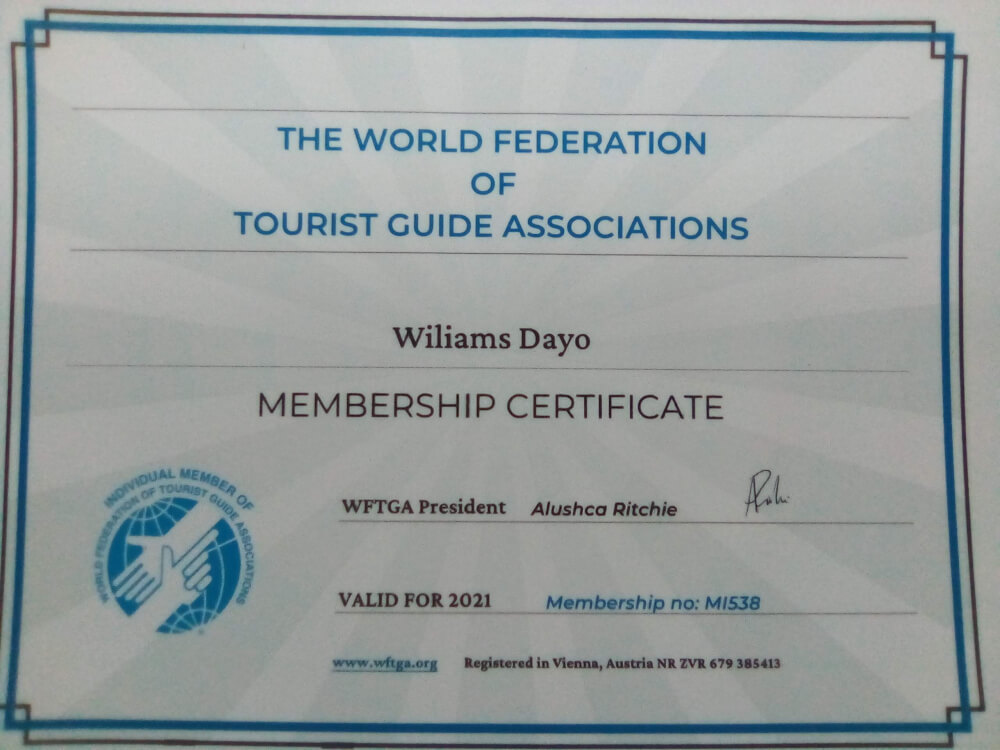 THE WORLD FEDERATION
OF
TOURIST GUIDE ASSOCIATIONS
Wiliams Dayo
MEMBERSHIP CERTIFICATE
INDIVIDUAL MEMBER OF
WORLD FEDERATION OF TOURIST GUIDE ASSOCIATIONS
WFTGA President Alushca Ritchie
VALID FOR 2021 Membership no: MI538
www.wftga.org Registered in Vienna, Austria NR ZVR 679 385413